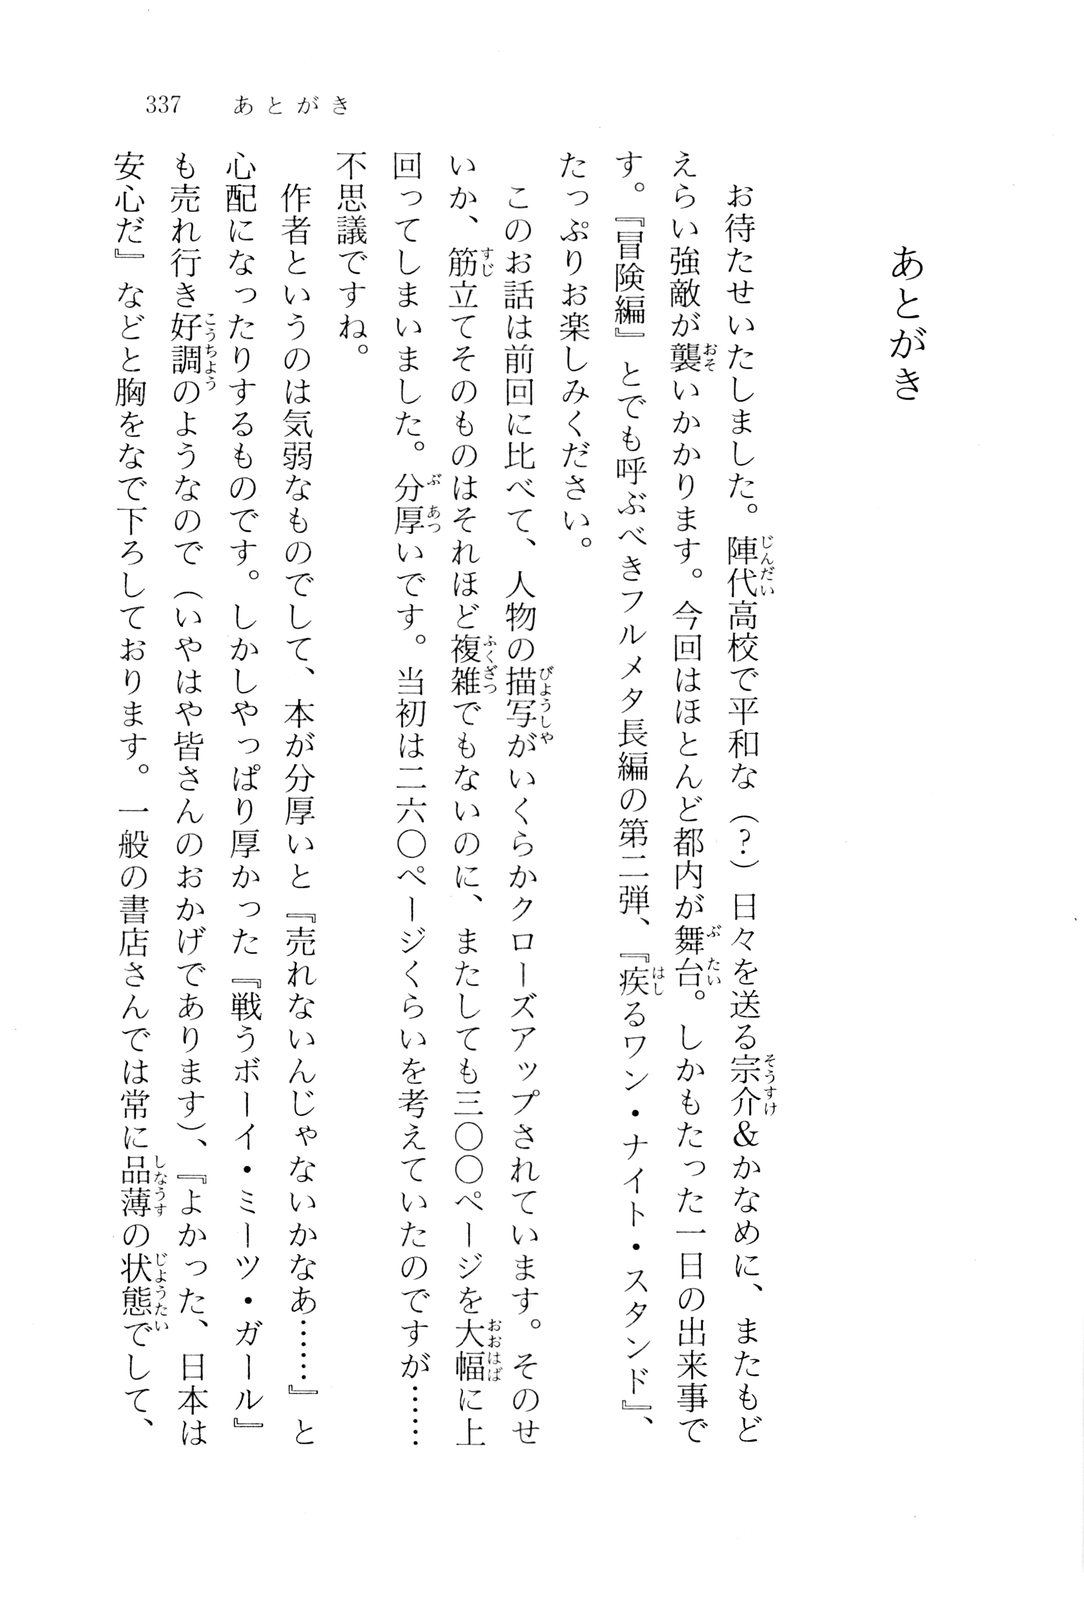 337 あとがき
あとがき
お待たせいたしました。陣代高校で平和な（？）日々を送る宗介＆かなめに、またもど
えらい強敵が襲いかかります。今回はほとんど都内が舞台。しかもたった一日の出来事で
す。『冒険編』とでも呼ぶべきフルメタ長編の第二弾、『疾るワン・ナイト・スタンド』、
たっぷりお楽しみください。
このお話は前回に比べて、人物の描写がいくらかクローズアップされています。そのせ
いか、筋立てそのものはそれほど複雑でもないのに、またしても三〇〇ページを大幅に上
回ってしまいました。分厚いです。当初は二六〇ページくらいを考えていたのですが……
不思議ですね。
作者というのは気弱なものでして、本が分厚いと『売れないんじゃないかなあ……』と
心配になったりするものです。しかしやっぱり厚かった『戦うボーイ・ミーツ・ガール』
も売れ行き好調のようなので（いやはや皆さんのおかげであります）、『よかった、日本は
安心だ』などと胸をなで下ろしております。一般の書店さんでは常に品薄の状態でして、